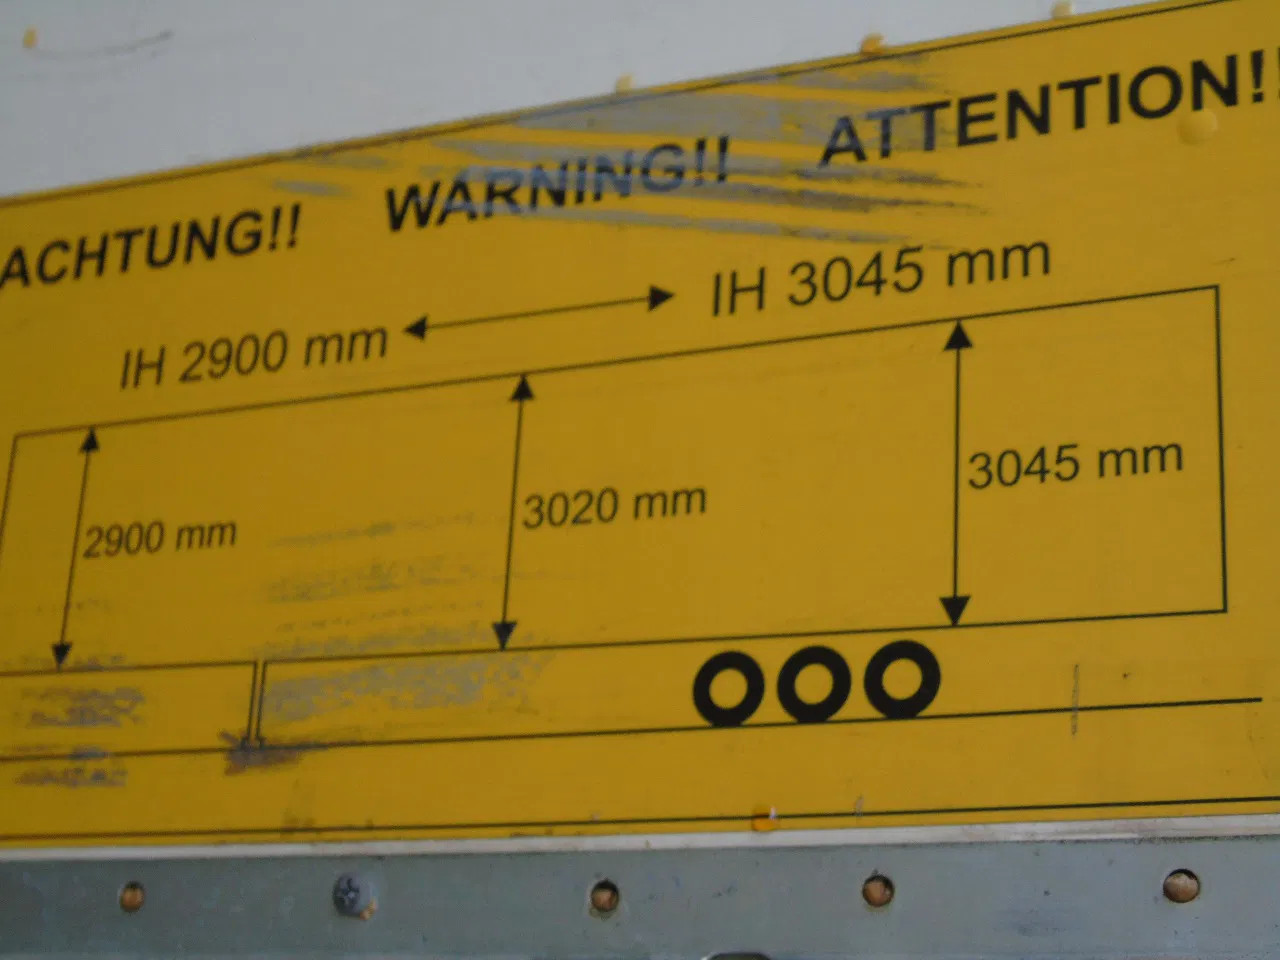 ACHTUNG!! WARNING!! ATTENTION!!
IH 2900 mm IH 3045 mm
2900 mm 3020 mm 3045 mm